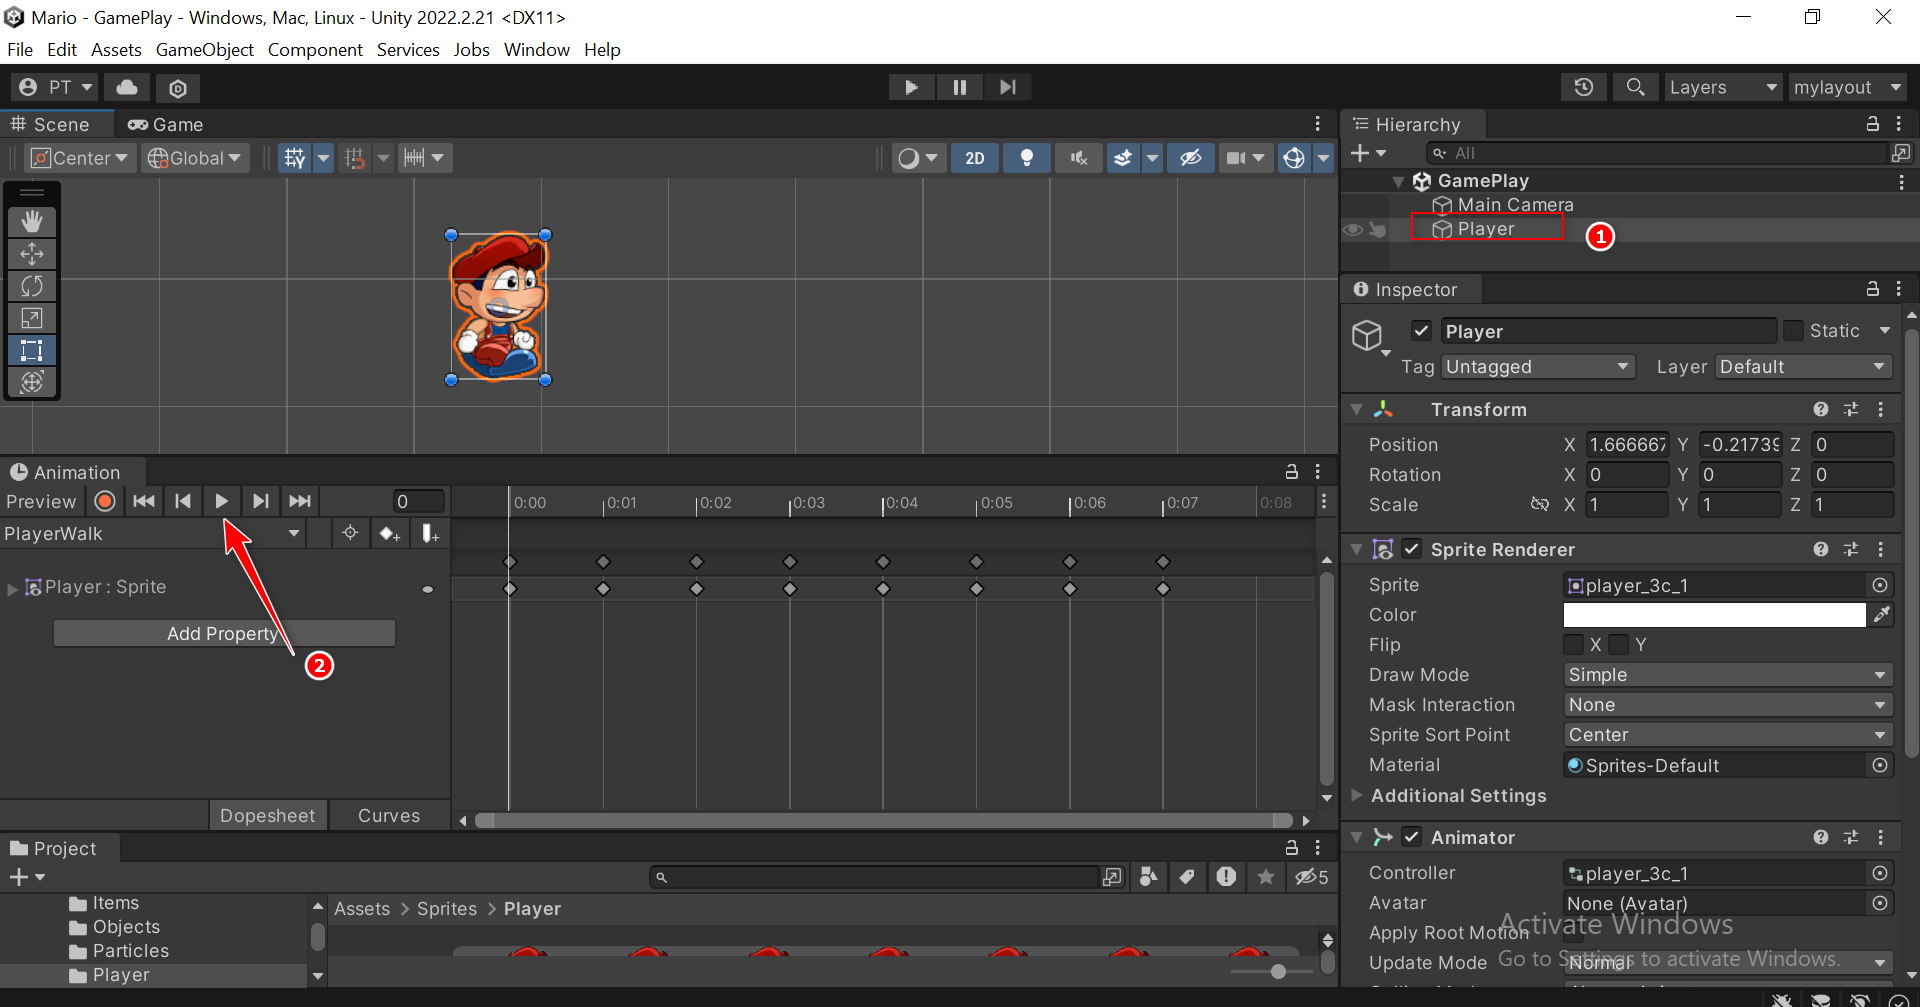 Mario - GamePlay - Windows, Mac, Linux - Unity 2022.2.21 <DX11>
File Edit Assets GameObject Component Services Jobs Window Help
PT
Layers mylayout
Scene Game
Center Global 2D
Hierarchy
All
GamePlay
Main Camera
Player
1
Inspector
Player Static
Tag Untagged Layer Default
Transform
Position X 1.666667 Y -0.21739 Z 0
Rotation X 0 Y 0 Z 0
Scale X 1 Y 1 Z 1
Sprite Renderer
Sprite player_3c_1
Color
Flip X Y
Draw Mode Simple
Mask Interaction None
Sprite Sort Point Center
Material Sprites-Default
Additional Settings
Animator
Controller player_3c_1
Avatar None (Avatar)
Apply Root Motion
Update Mode Normal
Activate Windows
Go to Settings to activate Windows.
Animation
Preview 0
0:00 0:01 0:02 0:03 0:04 0:05 0:06 0:07 0:08
PlayerWalk
Player : Sprite
Add Property
2
Dopesheet Curves
Project
5
Items
Objects
Particles
Player
Assets > Sprites > Player